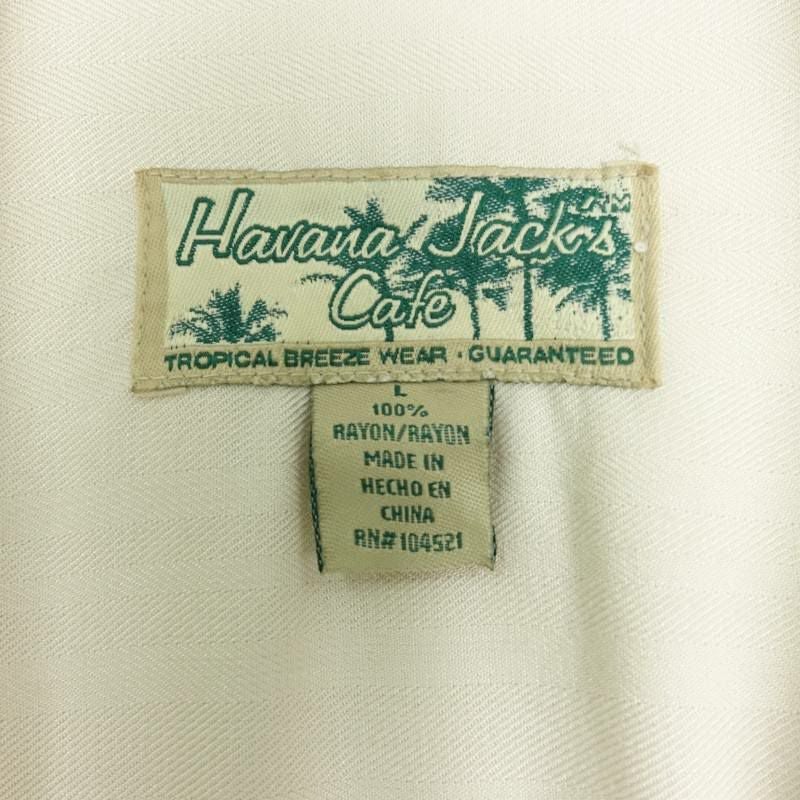 Havana Jack's TM
Cafe
TROPICAL BREEZE WEAR · GUARANTEED
L
100%
RAYON/RAYON
MADE IN
HECHO EN
CHINA
RN#104521